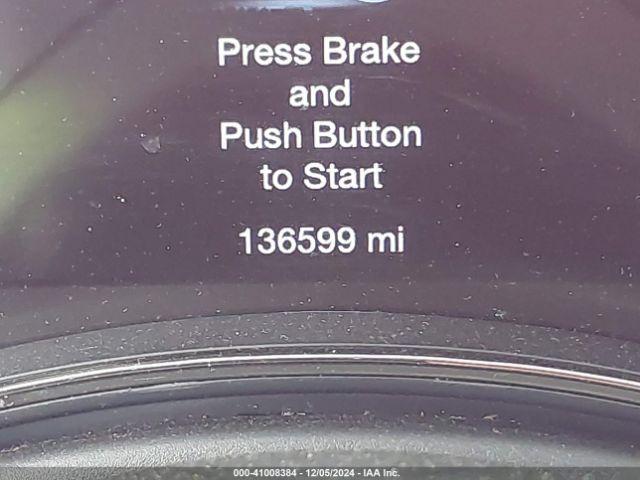 Press Brake
and
Push Button
to Start
136599 mi
000-41008384 - 12/05/2024 - IAA Inc.